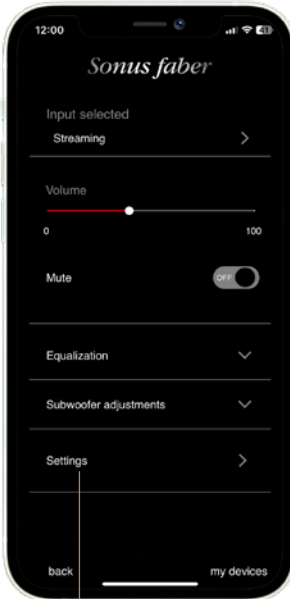 12:00
41
Sonus faber
Input selected
Streaming
Volume
0 100
Mute
OFF
Equalization
Subwoofer adjustments
Settings
back my devices